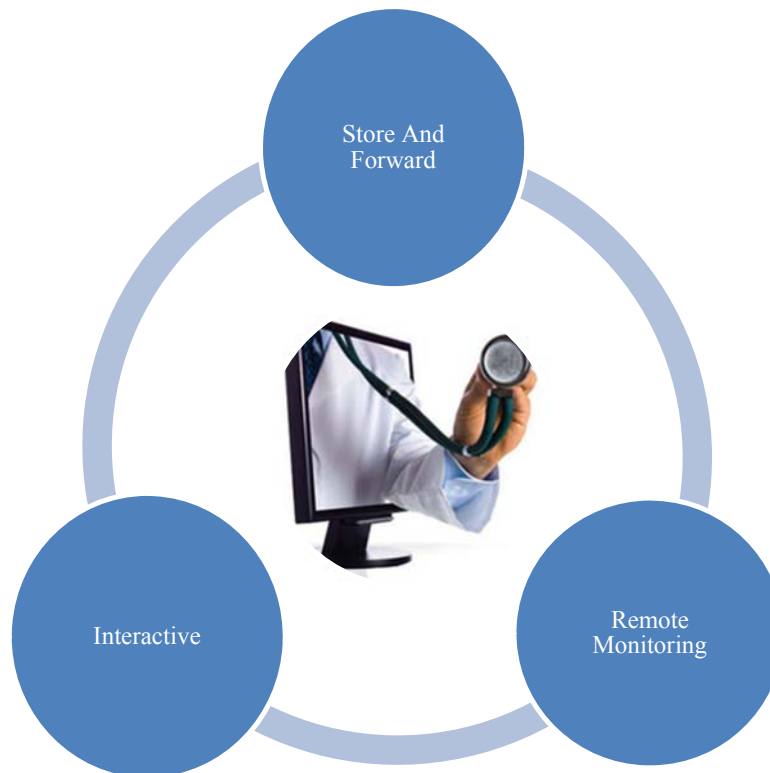 Store And
Forward
Interactive
Remote
Monitoring